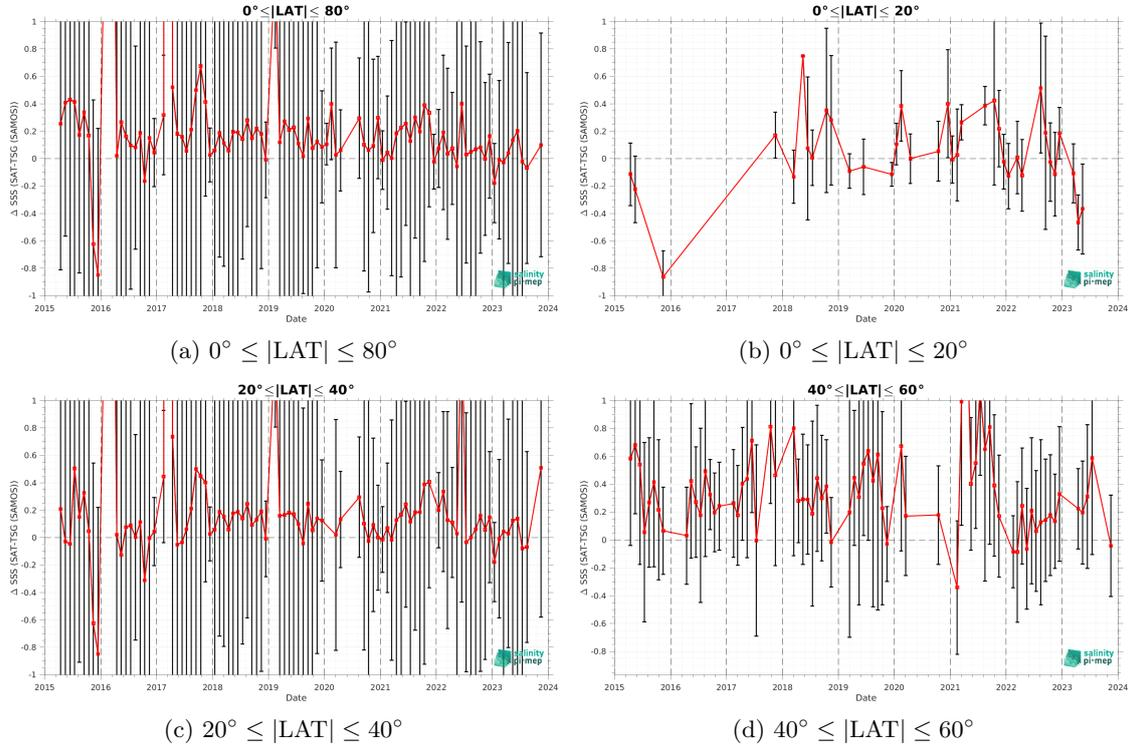 0°≤|LAT|≤ 80°
Δ SSS (SAT-TSG (SAMOS))
1
0.8
0.6
0.4
0.2
0
-0.2
-0.4
-0.6
-0.8
-1
2015 2016 2017 2018 2019 2020 2021 2022 2023 2024
Date
salinity
pi-mep
(a) 0° ≤ |LAT| ≤ 80°
0°≤|LAT|≤ 20°
Δ SSS (SAT-TSG (SAMOS))
1
0.8
0.6
0.4
0.2
0
-0.2
-0.4
-0.6
-0.8
-1
2015 2016 2017 2018 2019 2020 2021 2022 2023 2024
Date
salinity
pi-mep
(b) 0° ≤ |LAT| ≤ 20°
20°≤|LAT|≤ 40°
Δ SSS (SAT-TSG (SAMOS))
1
0.8
0.6
0.4
0.2
0
-0.2
-0.4
-0.6
-0.8
-1
2015 2016 2017 2018 2019 2020 2021 2022 2023 2024
Date
salinity
pi-mep
(c) 20° ≤ |LAT| ≤ 40°
40°≤|LAT|≤ 60°
Δ SSS (SAT-TSG (SAMOS))
1
0.8
0.6
0.4
0.2
0
-0.2
-0.4
-0.6
-0.8
2015 2016 2017 2018 2019 2020 2021 2022 2023 2024
Date
salinity
pi-mep
(d) 40° ≤ |LAT| ≤ 60°